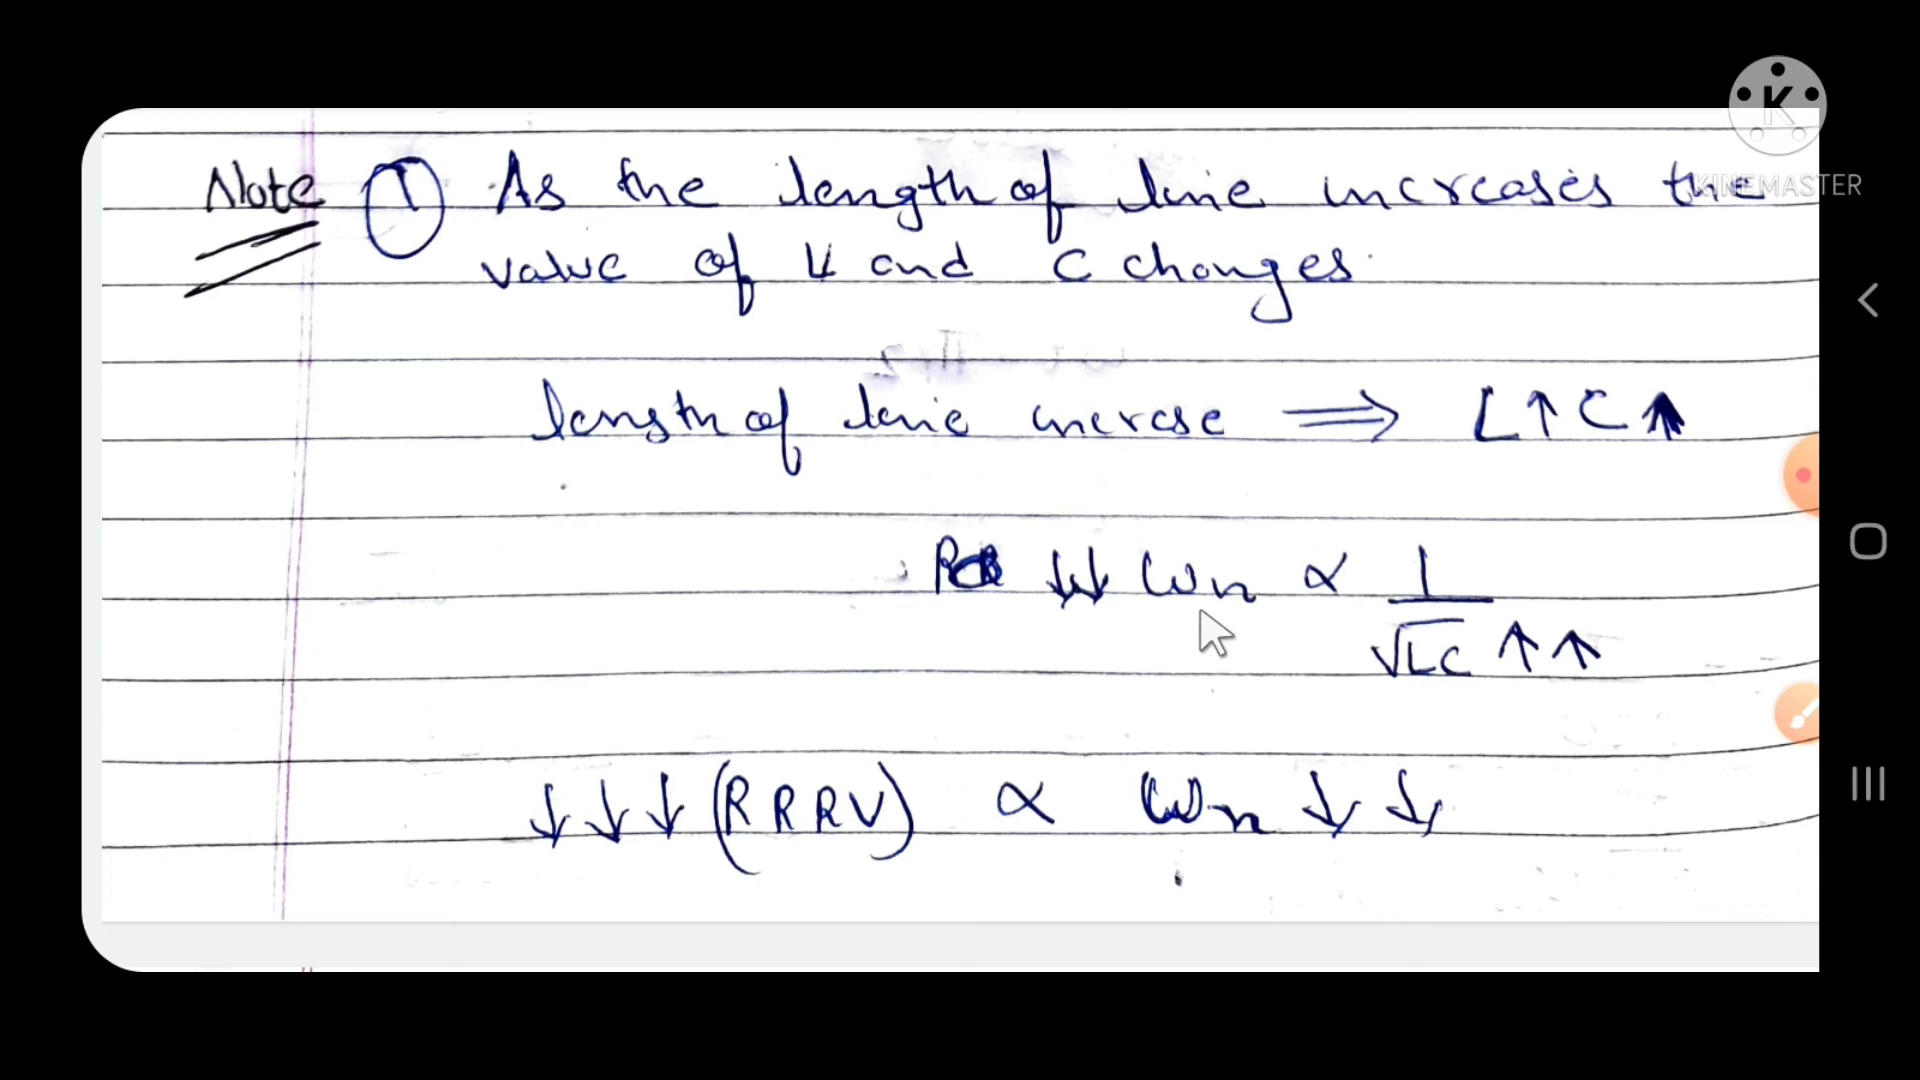 KINEMASTER
Note ① As the length of line increases the
value of L and C changes.
length of line increse ⇒ L↑ C↑
↓↓ ωn ∝ 1
√LC ↑↑
↓↓↓ (RRRV) ∝ ωn ↓↓